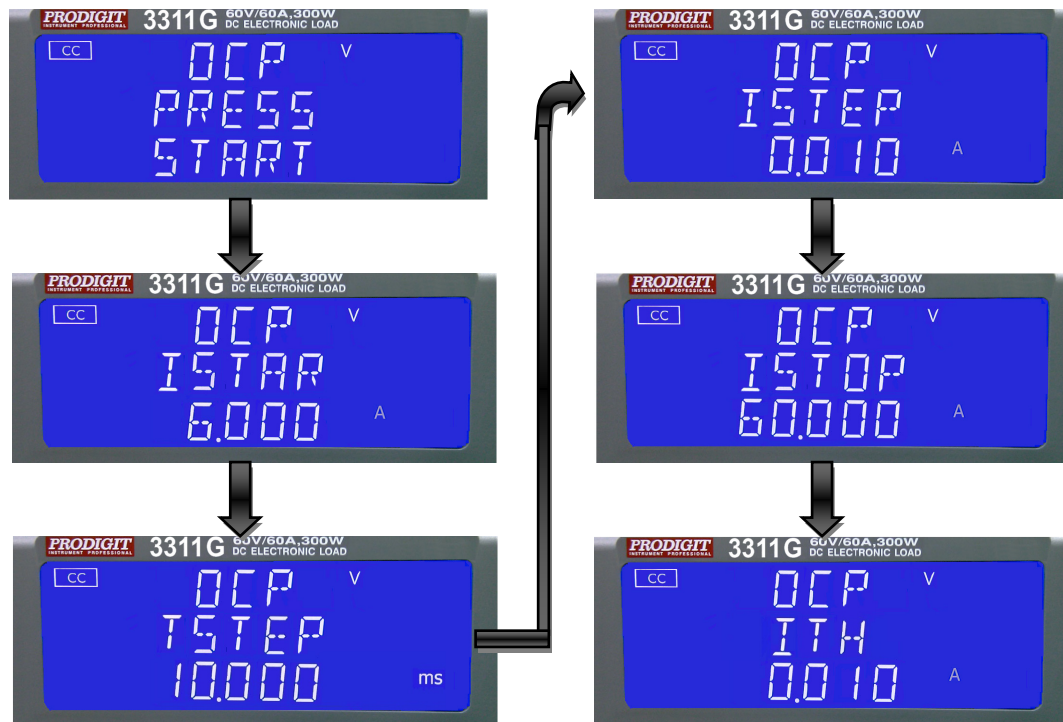 PRODIGIT
INSTRUMENT PROFESSIONAL
3311G 60V/60A,300W
DC ELECTRONIC LOAD
CC
OCP V
PRESS
START
PRODIGIT
INSTRUMENT PROFESSIONAL
3311G 60V/60A,300W
DC ELECTRONIC LOAD
CC
OCP V
ISTAR
6.000 A
PRODIGIT
INSTRUMENT PROFESSIONAL
3311G 60V/60A,300W
DC ELECTRONIC LOAD
CC
OCP V
TSTEP
10.000 ms
PRODIGIT
INSTRUMENT PROFESSIONAL
3311G 60V/60A,300W
DC ELECTRONIC LOAD
CC
OCP V
ISTEP
0.010 A
PRODIGIT
INSTRUMENT PROFESSIONAL
3311G 60V/60A,300W
DC ELECTRONIC LOAD
CC
OCP V
ISTOP
60.000 A
PRODIGIT
INSTRUMENT PROFESSIONAL
3311G 60V/60A,300W
DC ELECTRONIC LOAD
CC
OCP V
ITH
0.010 A